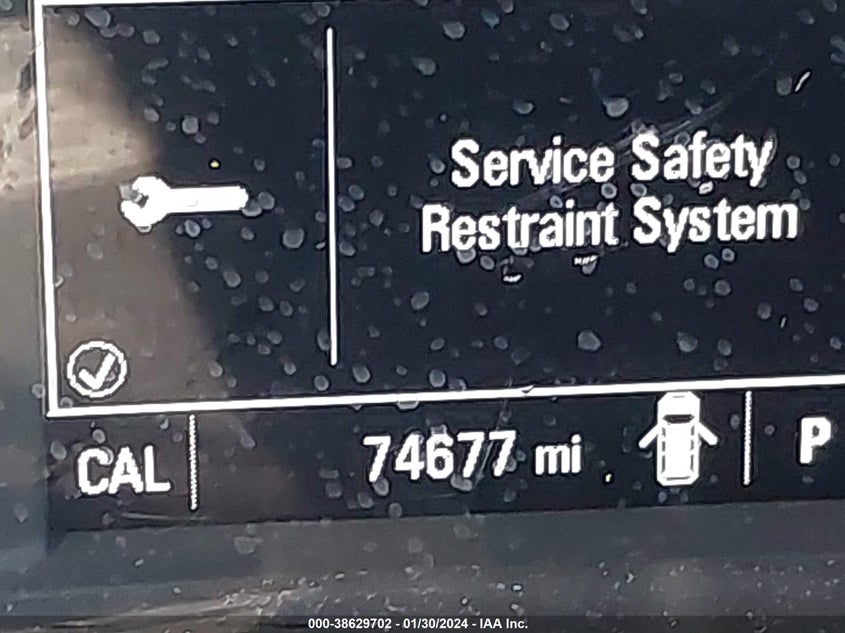 Service Safety
Restraint System
CAL
74677 mi
P
000-38629702 - 01/30/2024 - IAA Inc.